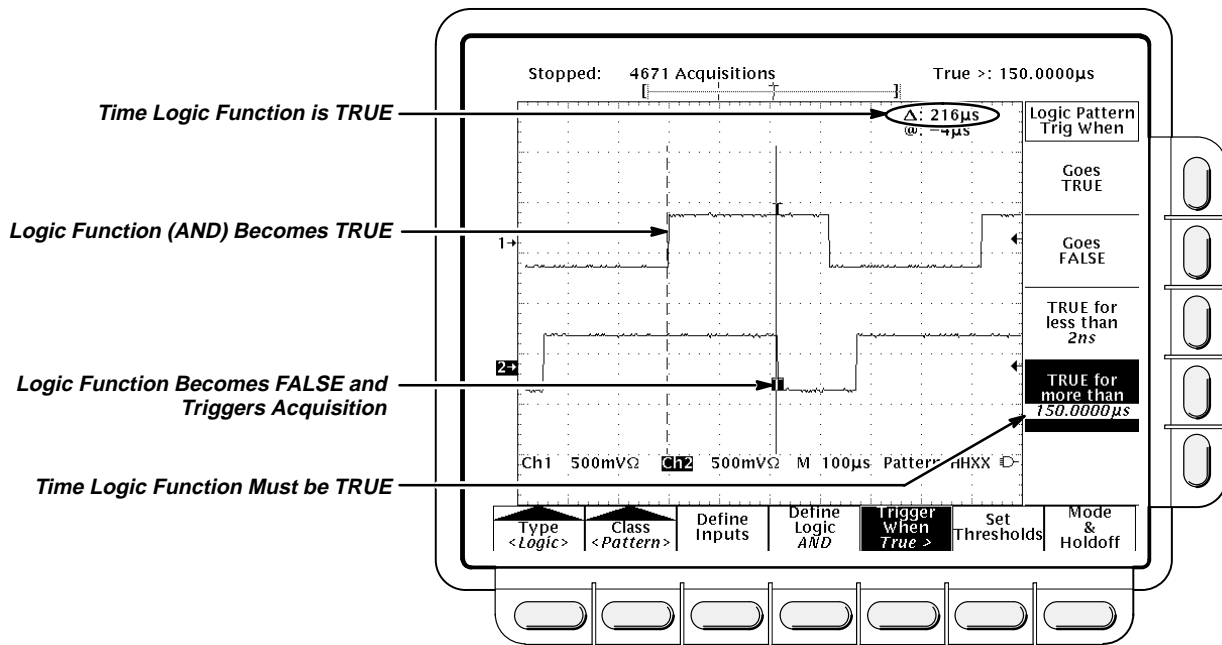 Stopped: 4671 Acquisitions True >: 150.0000µs
Time Logic Function is TRUE
Δ: 216µs
@: −4µs
Logic Pattern
Trig When
Goes
TRUE
Logic Function (AND) Becomes TRUE
1→
Goes
FALSE
TRUE for
less than
2ns
2→
Logic Function Becomes FALSE and
Triggers Acquisition
T
TRUE for
more than
150.0000µs
Ch1 500mVΩ Ch2 500mVΩ M 100µs Pattern HHXX
Time Logic Function Must be TRUE
Type
<Logic>
Class
<Pattern>
Define
Inputs
Define
Logic
AND
Trigger
When
True >
Set
Thresholds
Mode
&
Holdoff